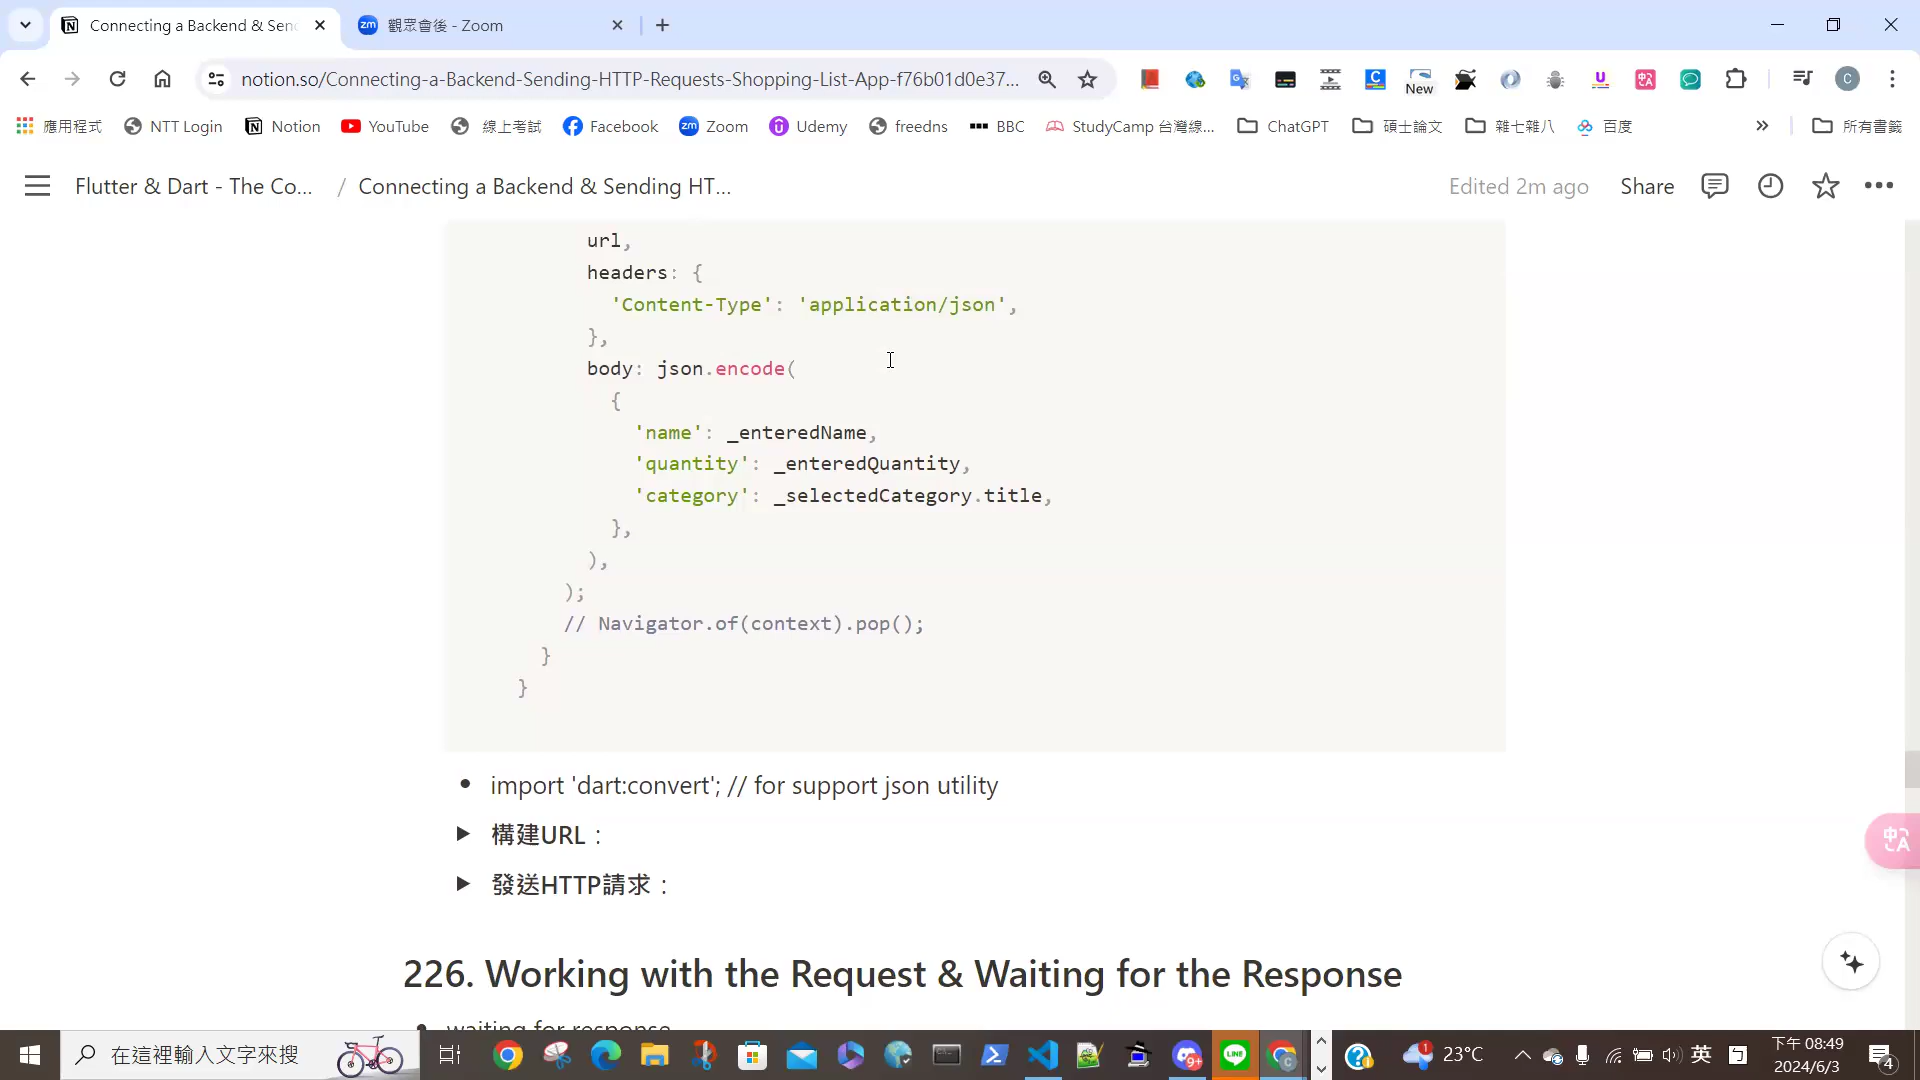 Connecting a Backend & Senc
觀眾會後 - Zoom
notion.so/Connecting-a-Backend-Sending-HTTP-Requests-Shopping-List-App-f76b01d0e37...
New
C
應用程式
NTT Login
Notion
YouTube
線上考試
Facebook
Zoom
Udemy
freedns
BBC
StudyCamp 台灣線...
ChatGPT
碩士論文
雜七雜八
百度
所有書籤
Flutter & Dart - The Co... / Connecting a Backend & Sending HT...
Edited 2m ago
Share
url,
headers: {
'Content-Type': 'application/json',
},
body: json.encode(
{
'name': _enteredName,
'quantity': _enteredQuantity,
'category': _selectedCategory.title,
},
),
);
// Navigator.of(context).pop();
}
}
import 'dart:convert'; // for support json utility
構建URL：
發送HTTP請求：
226. Working with the Request & Waiting for the Response
waiting for response
在這裡輸入文字來搜
LINE
23°C
英
下午 08:49
2024/6/3
4